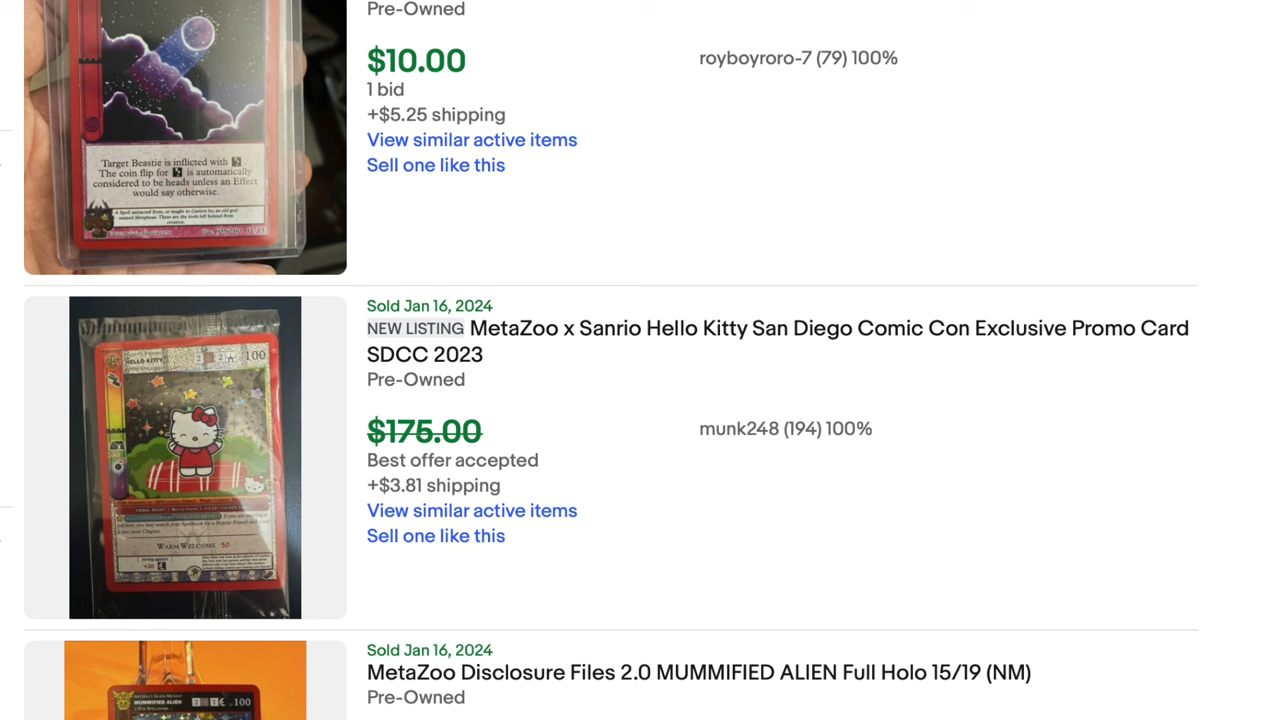 Pre-Owned
$10.00
royboyroro-7 (79) 100%
1 bid
+$5.25 shipping
View similar active items
Sell one like this
Target Beastie is inflicted with
The coin flip for is automatically
considered to be heads unless an Effect
would say otherwise.
Sold Jan 16, 2024
NEW LISTING MetaZoo x Sanrio Hello Kitty San Diego Comic Con Exclusive Promo Card
SDCC 2023
Pre-Owned
$175.00
munk248 (194) 100%
Best offer accepted
+$3.81 shipping
View similar active items
Sell one like this
HELLO KITTY
2 2 100
WARM WELCOME 50
+20
Sold Jan 16, 2024
MetaZoo Disclosure Files 2.0 MUMMIFIED ALIEN Full Holo 15/19 (NM)
Pre-Owned
MUMMIFIED ALIEN
100